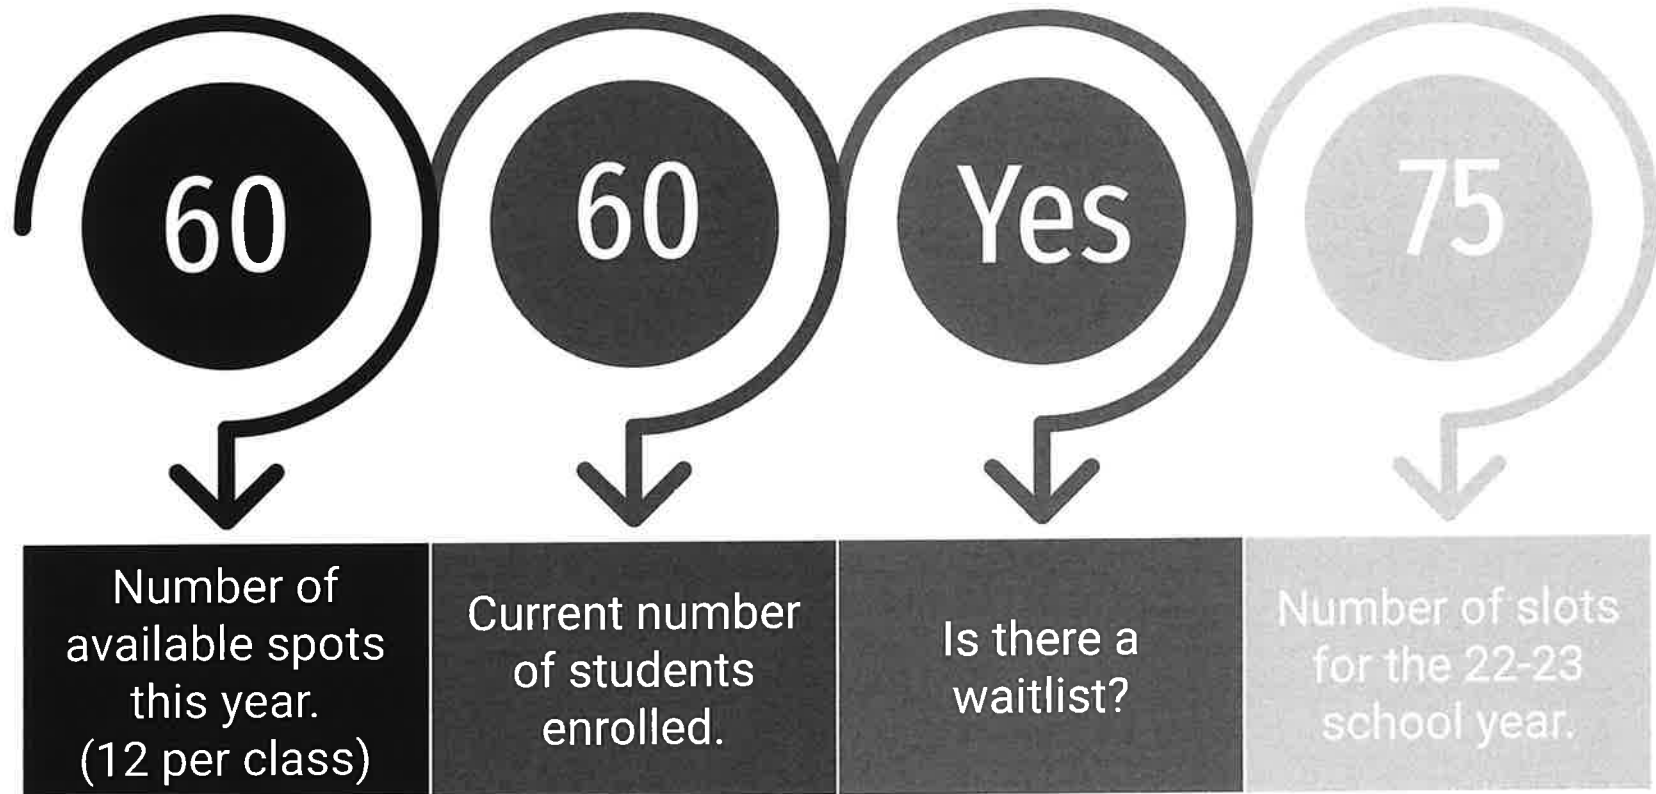 60
60
Yes
75
Number of
available spots
this year.
(12 per class)
Current number
of students
enrolled.
Is there a
waitlist?
Number of slots
for the 22-23
school year.